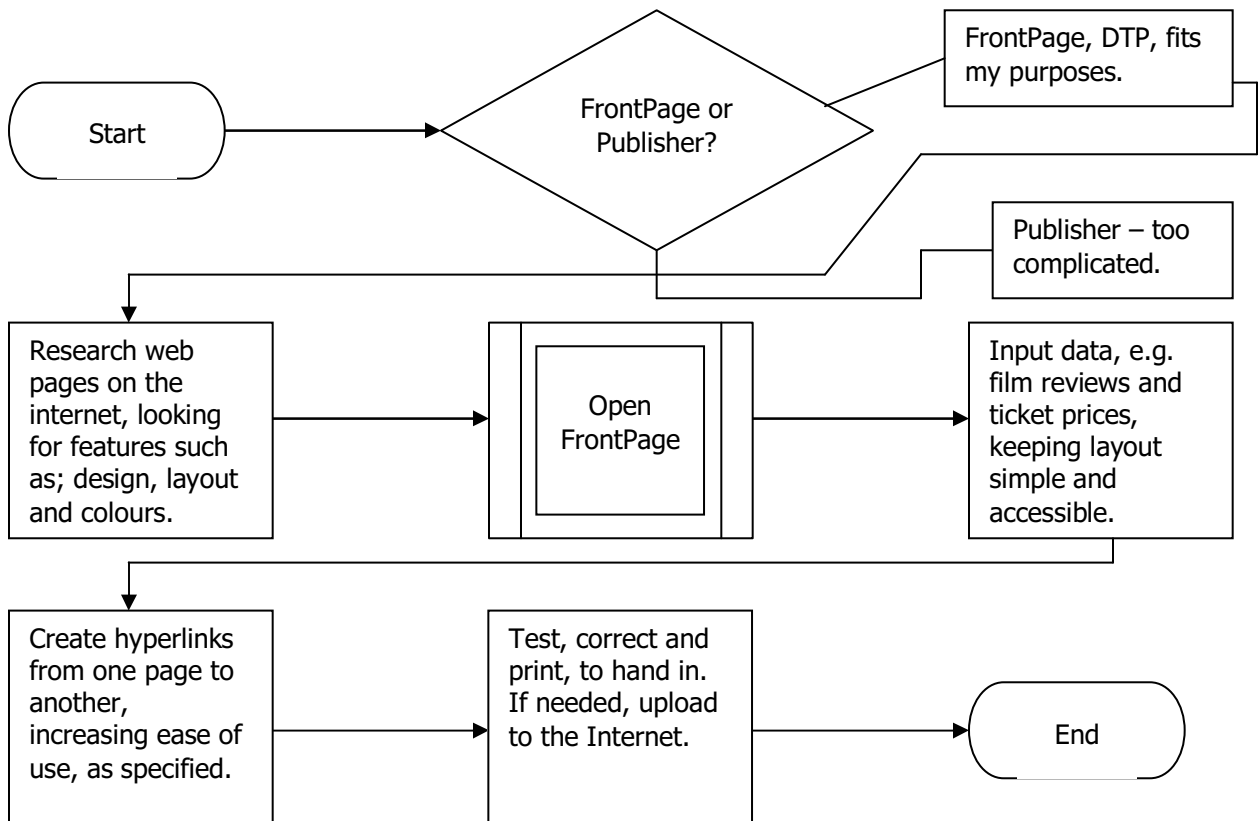 Start
FrontPage or
Publisher?
FrontPage, DTP, fits
my purposes.
Publisher – too
complicated.
Research web
pages on the
internet, looking
for features such
as; design, layout
and colours.
Open
FrontPage
Input data, e.g.
film reviews and
ticket prices,
keeping layout
simple and
accessible.
Create hyperlinks
from one page to
another,
increasing ease of
use, as specified.
Test, correct and
print, to hand in.
If needed, upload
to the Internet.
End